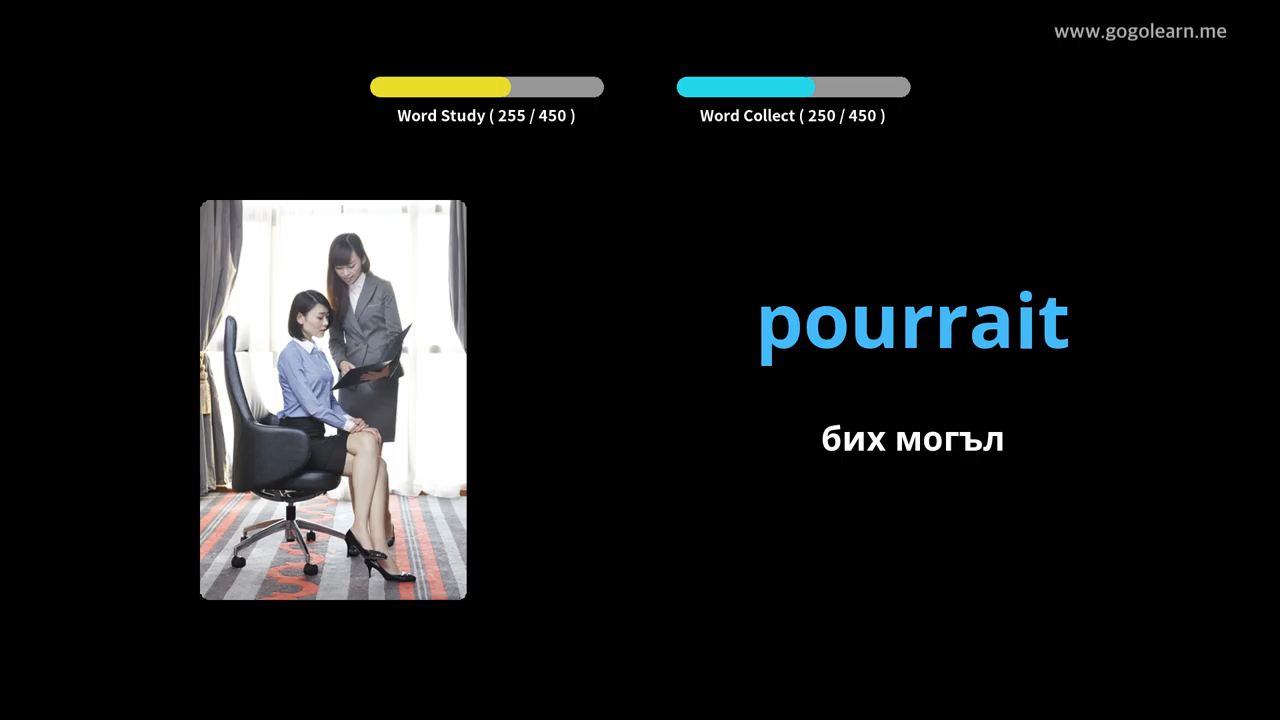 www.gogolearn.me
Word Study ( 255 / 450 )
Word Collect ( 250 / 450 )
pourrait
бих могъл